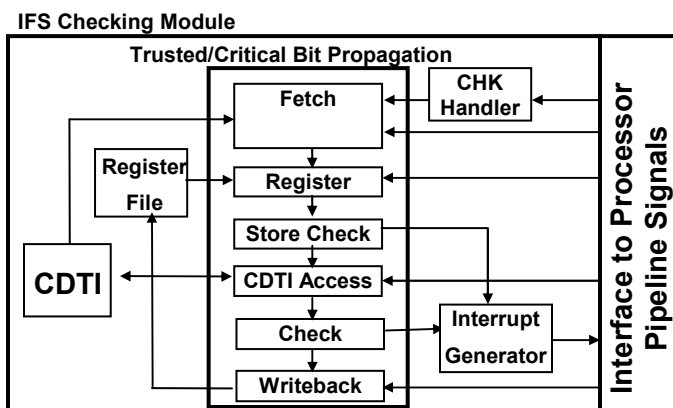 IFS Checking Module
Trusted/Critical Bit Propagation
Fetch
CHK
Handler
Register
File
Register
Store Check
CDTI
CDTI Access
Check
Interrupt
Generator
Writeback
Interface to Processor
Pipeline Signals